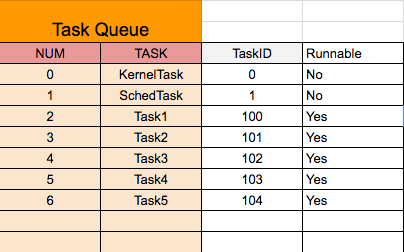 Task Queue
NUM TASK TaskID Runnable
0 KernelTask 0 No
1 SchedTask 1 No
2 Task1 100 Yes
3 Task2 101 Yes
4 Task3 102 Yes
5 Task4 103 Yes
6 Task5 104 Yes